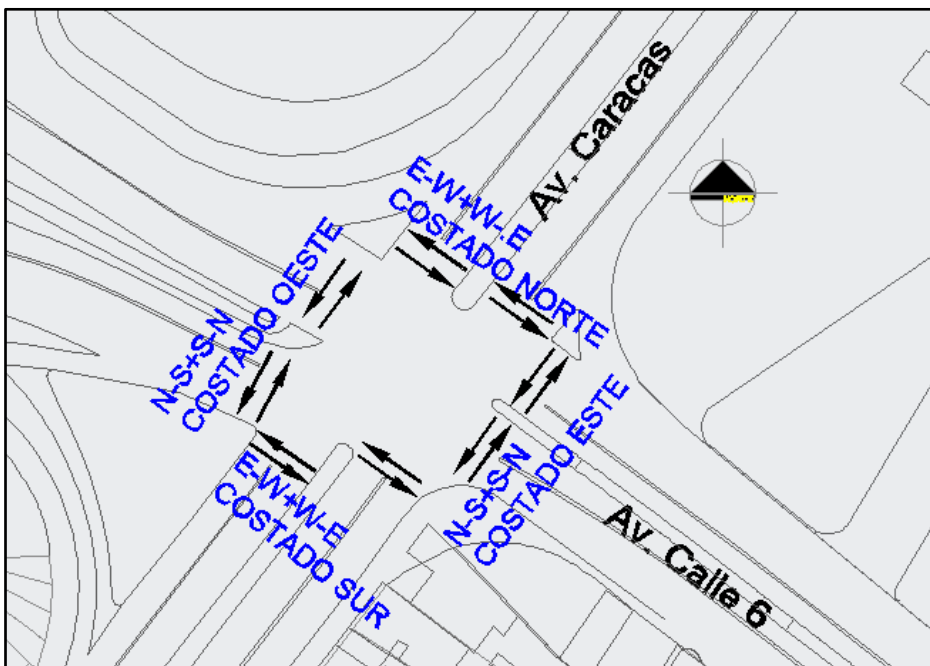 Av. Caracas
E-W+W-.E
COSTADO NORTE
N-S+S-N
COSTADO OESTE
N-S+S-N
COSTADO ESTE
E-W+W-E
COSTADO SUR
Av. Calle 6